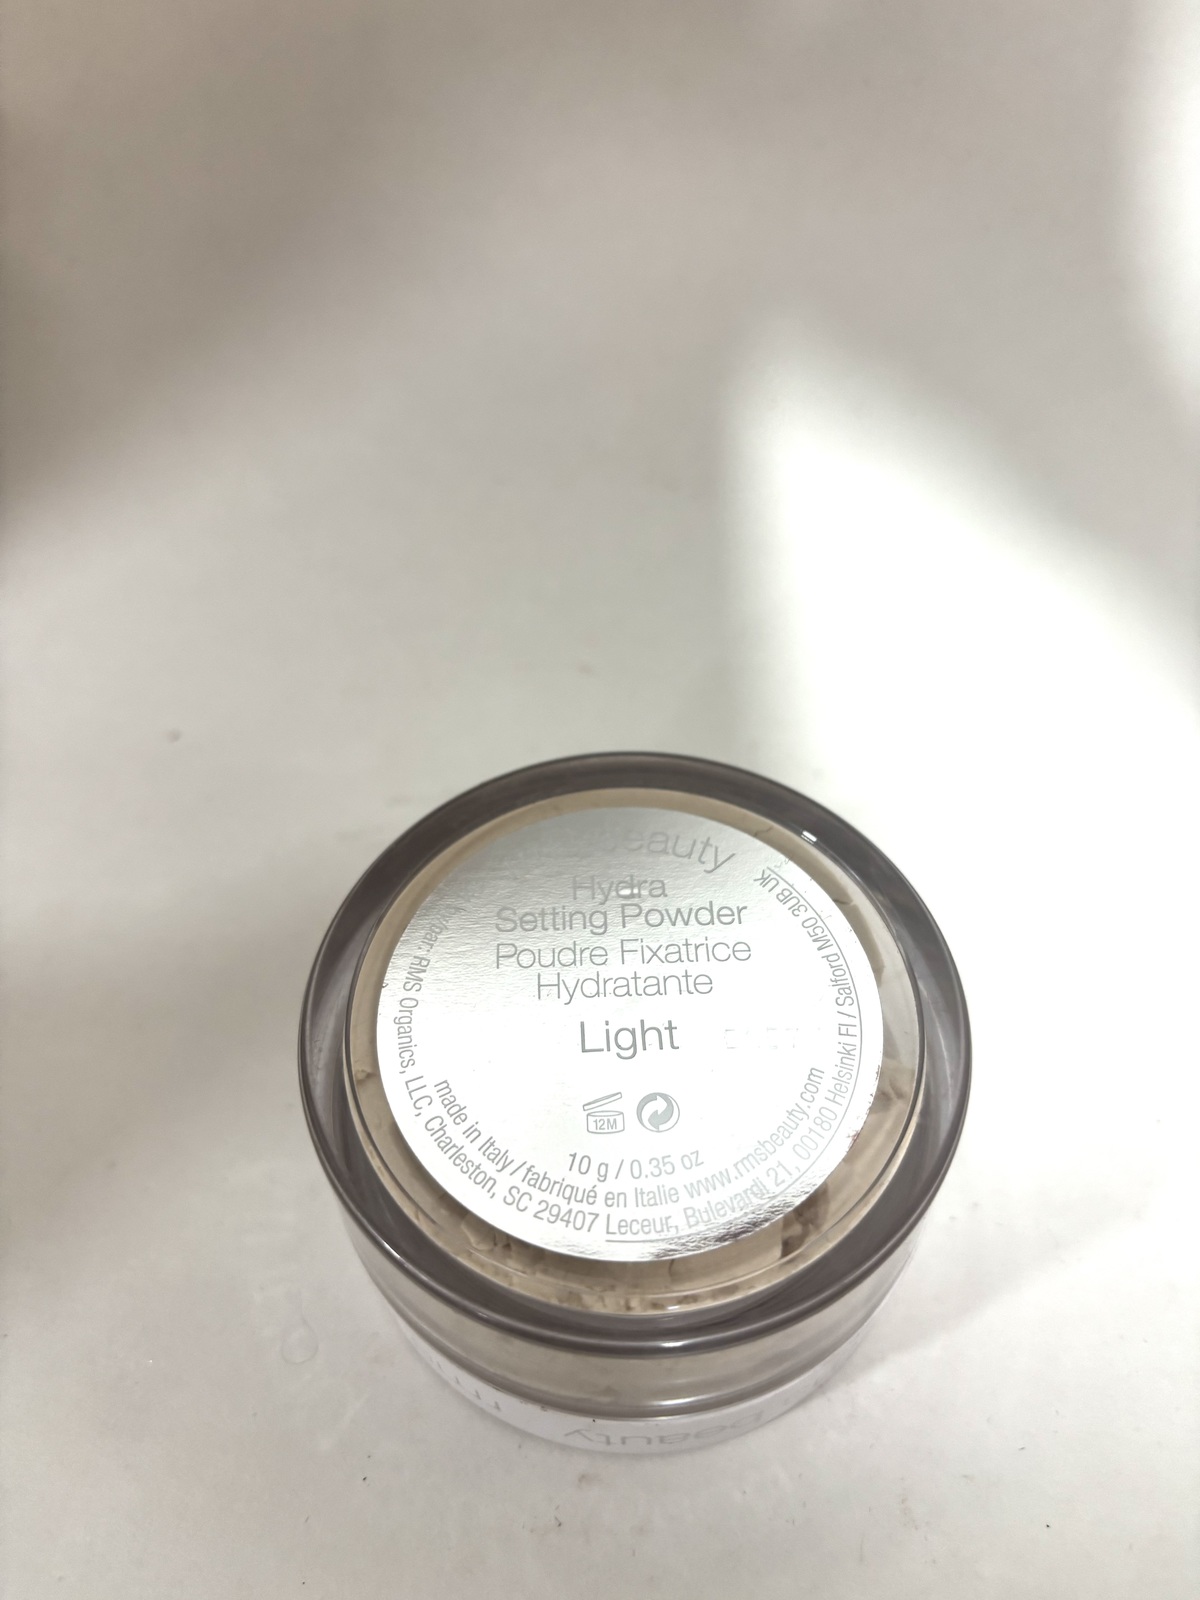 beauty
Hydra
Setting Powder
Poudre Fixatrice
Hydratante
Light
12M
10 g / 0.35 oz
made in Italy / fabriqué en Italie www.rmsbeauty.com
RMS Organics, LLC, Charleston, SC 29407 Leceur, Bulevardi 21, 00180 Helsinki FI / Salford M50 3UB UK
beauty